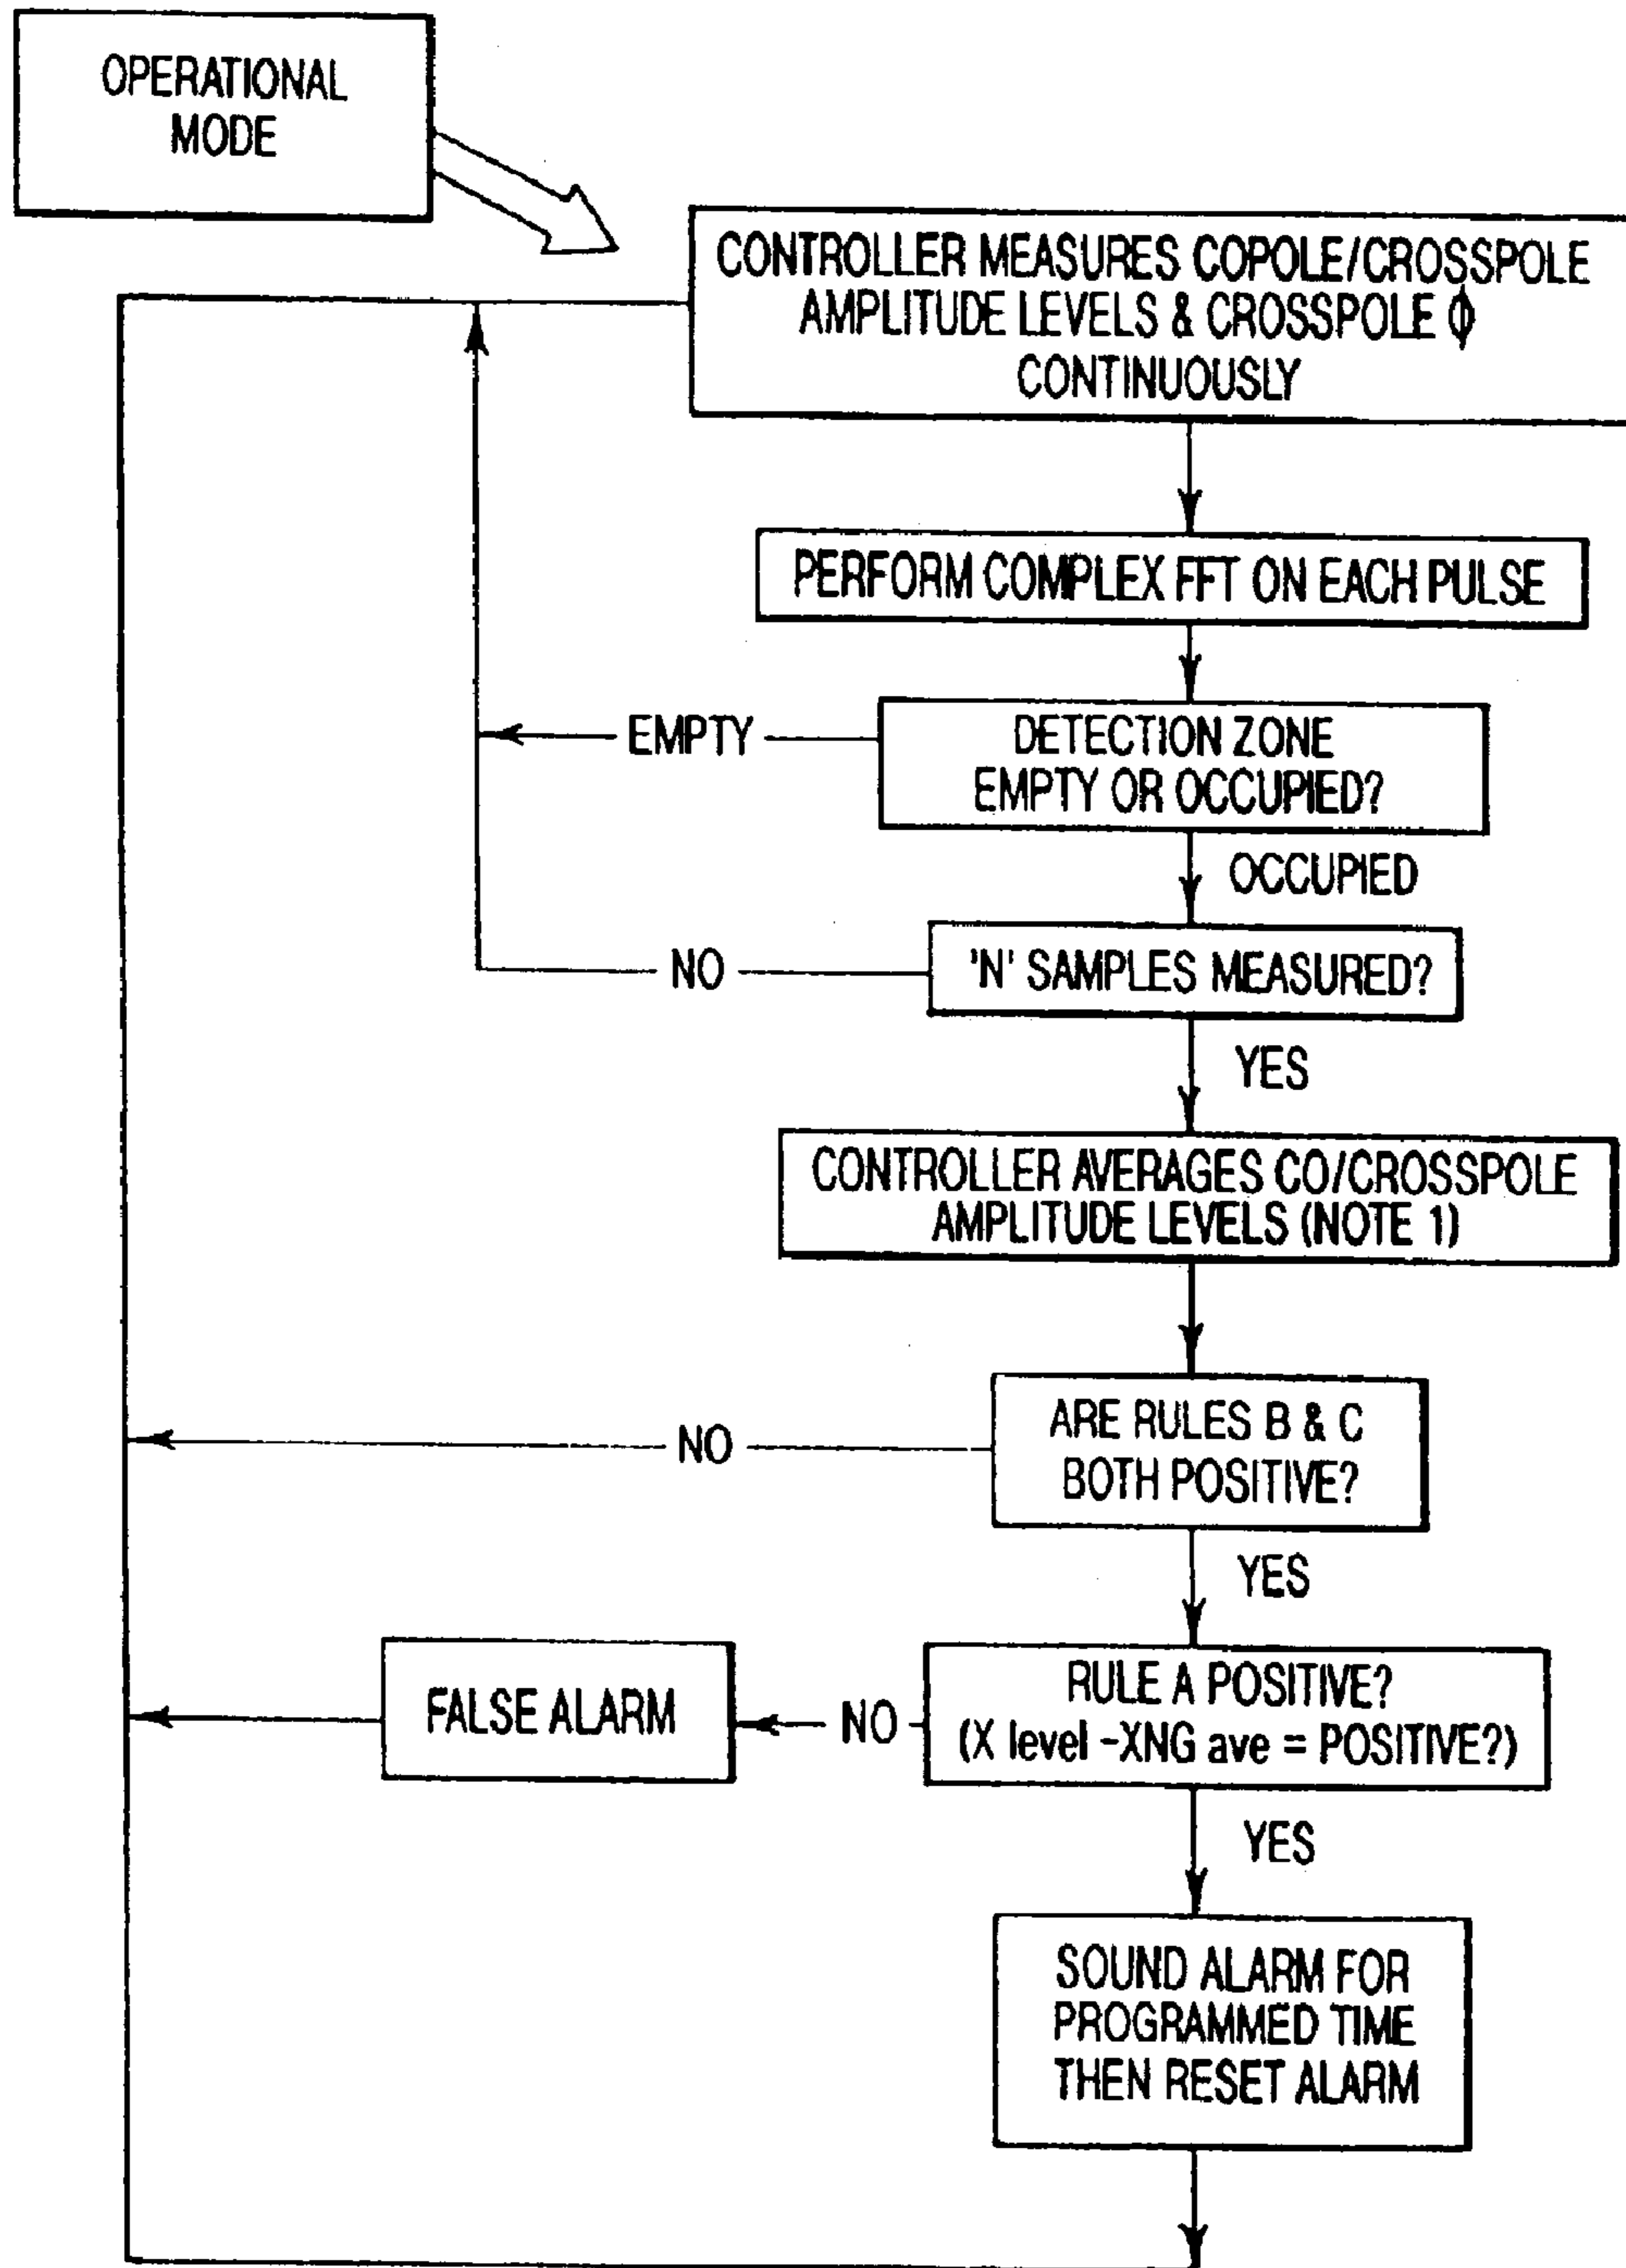 OPERATIONAL
MODE
CONTROLLER MEASURES COPOLE/CROSSPOLE
AMPLITUDE LEVELS & CROSSPOLE ϕ
CONTINUOUSLY
PERFORM COMPLEX FFT ON EACH PULSE
EMPTY
DETECTION ZONE
EMPTY OR OCCUPIED?
OCCUPIED
NO
'N' SAMPLES MEASURED?
YES
CONTROLLER AVERAGES CO/CROSSPOLE
AMPLITUDE LEVELS (NOTE 1)
NO
ARE RULES B & C
BOTH POSITIVE?
YES
FALSE ALARM
NO
RULE A POSITIVE?
(X level -XNG ave = POSITIVE?)
YES
SOUND ALARM FOR
PROGRAMMED TIME
THEN RESET ALARM